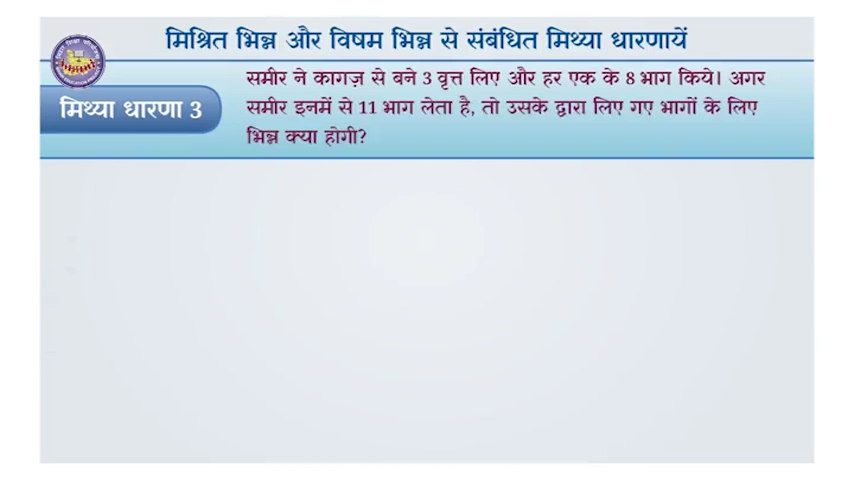 मिश्रित भिन्न और विषम भिन्न से संबंधित मिथ्या धारणायें
मिथ्या धारणा 3
समीर ने कागज़ से बने 3 वृत्त लिए और हर एक के 8 भाग किये। अगर
समीर इनमें से 11 भाग लेता है, तो उसके द्वारा लिए गए भागों के लिए
भिन्न क्या होगी?